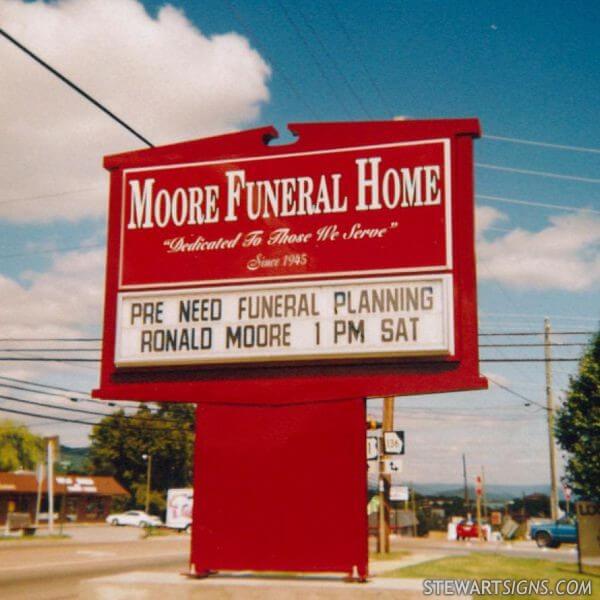 MOORE FUNERAL HOME
"Dedicated To Those We Serve"
Since 1945
PRE NEED FUNERAL PLANNING
RONALD MOORE 1 PM SAT
136
STEWARTSIGNS.COM